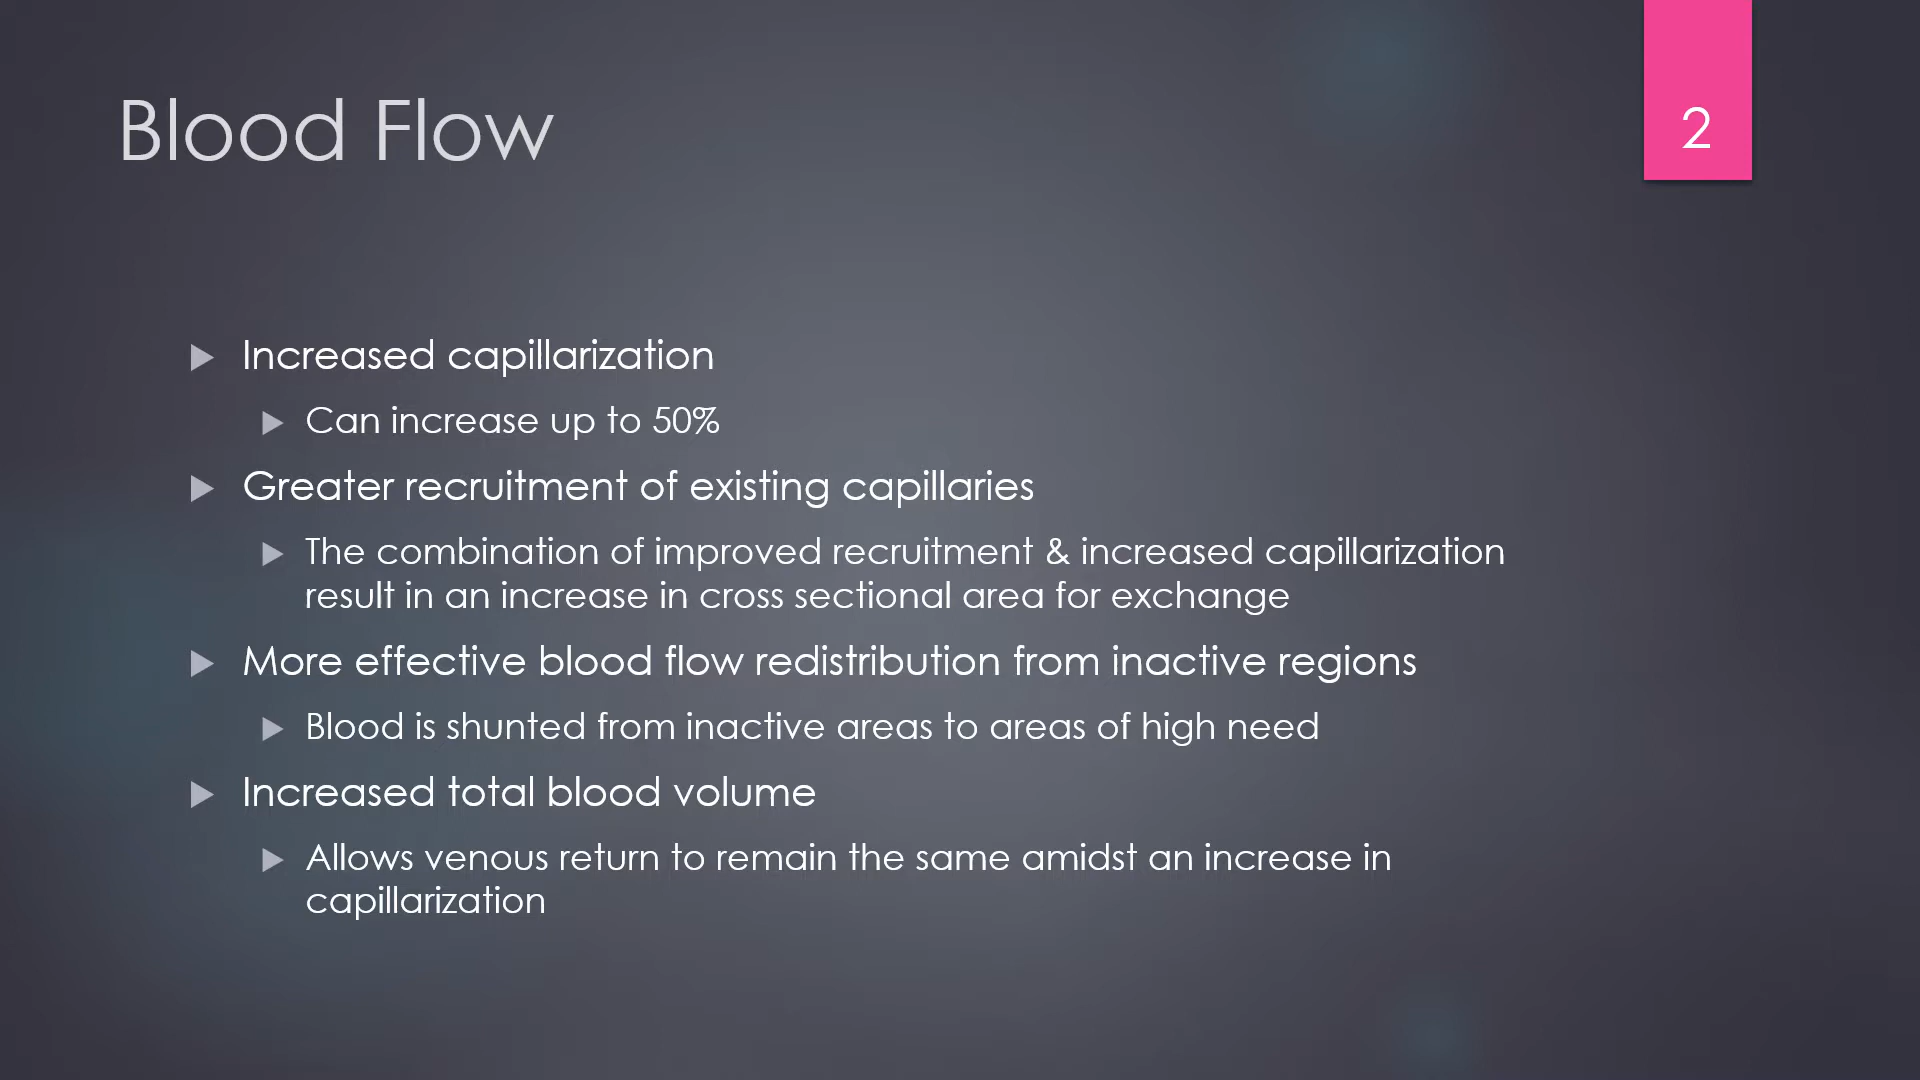 Blood Flow
2
Increased capillarization
Can increase up to 50%
Greater recruitment of existing capillaries
The combination of improved recruitment & increased capillarization
result in an increase in cross sectional area for exchange
More effective blood flow redistribution from inactive regions
Blood is shunted from inactive areas to areas of high need
Increased total blood volume
Allows venous return to remain the same amidst an increase in
capillarization